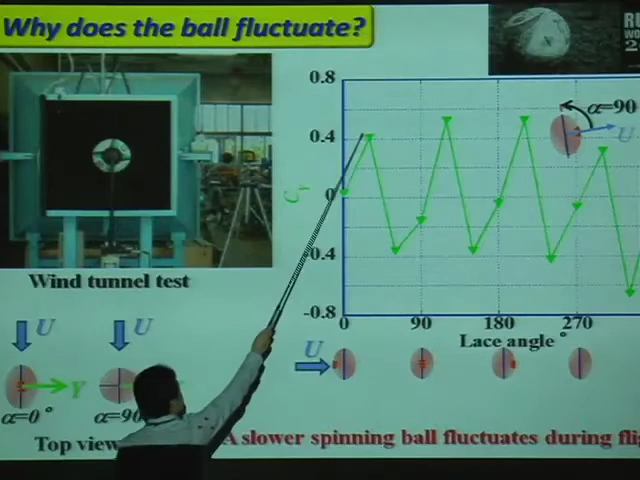 Why does the ball fluctuate?
0.8
0.4
0
0.4
-0.8
0
90
180
270
Lace angle °
α=90
U
Wind tunnel test
U
U
U
Y
α=0°
α=90
Top view
A slower spinning ball fluctuates during